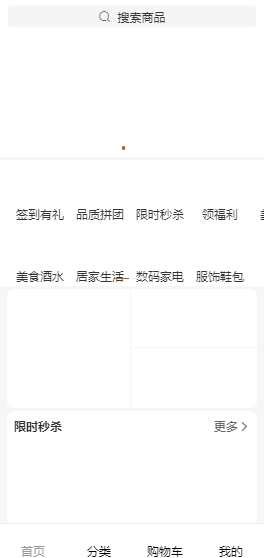 搜索商品
签到有礼 品质拼团 限时秒杀 领福利
美食酒水 居家生活 数码家电 服饰鞋包
限时秒杀 更多
首页 分类 购物车 我的